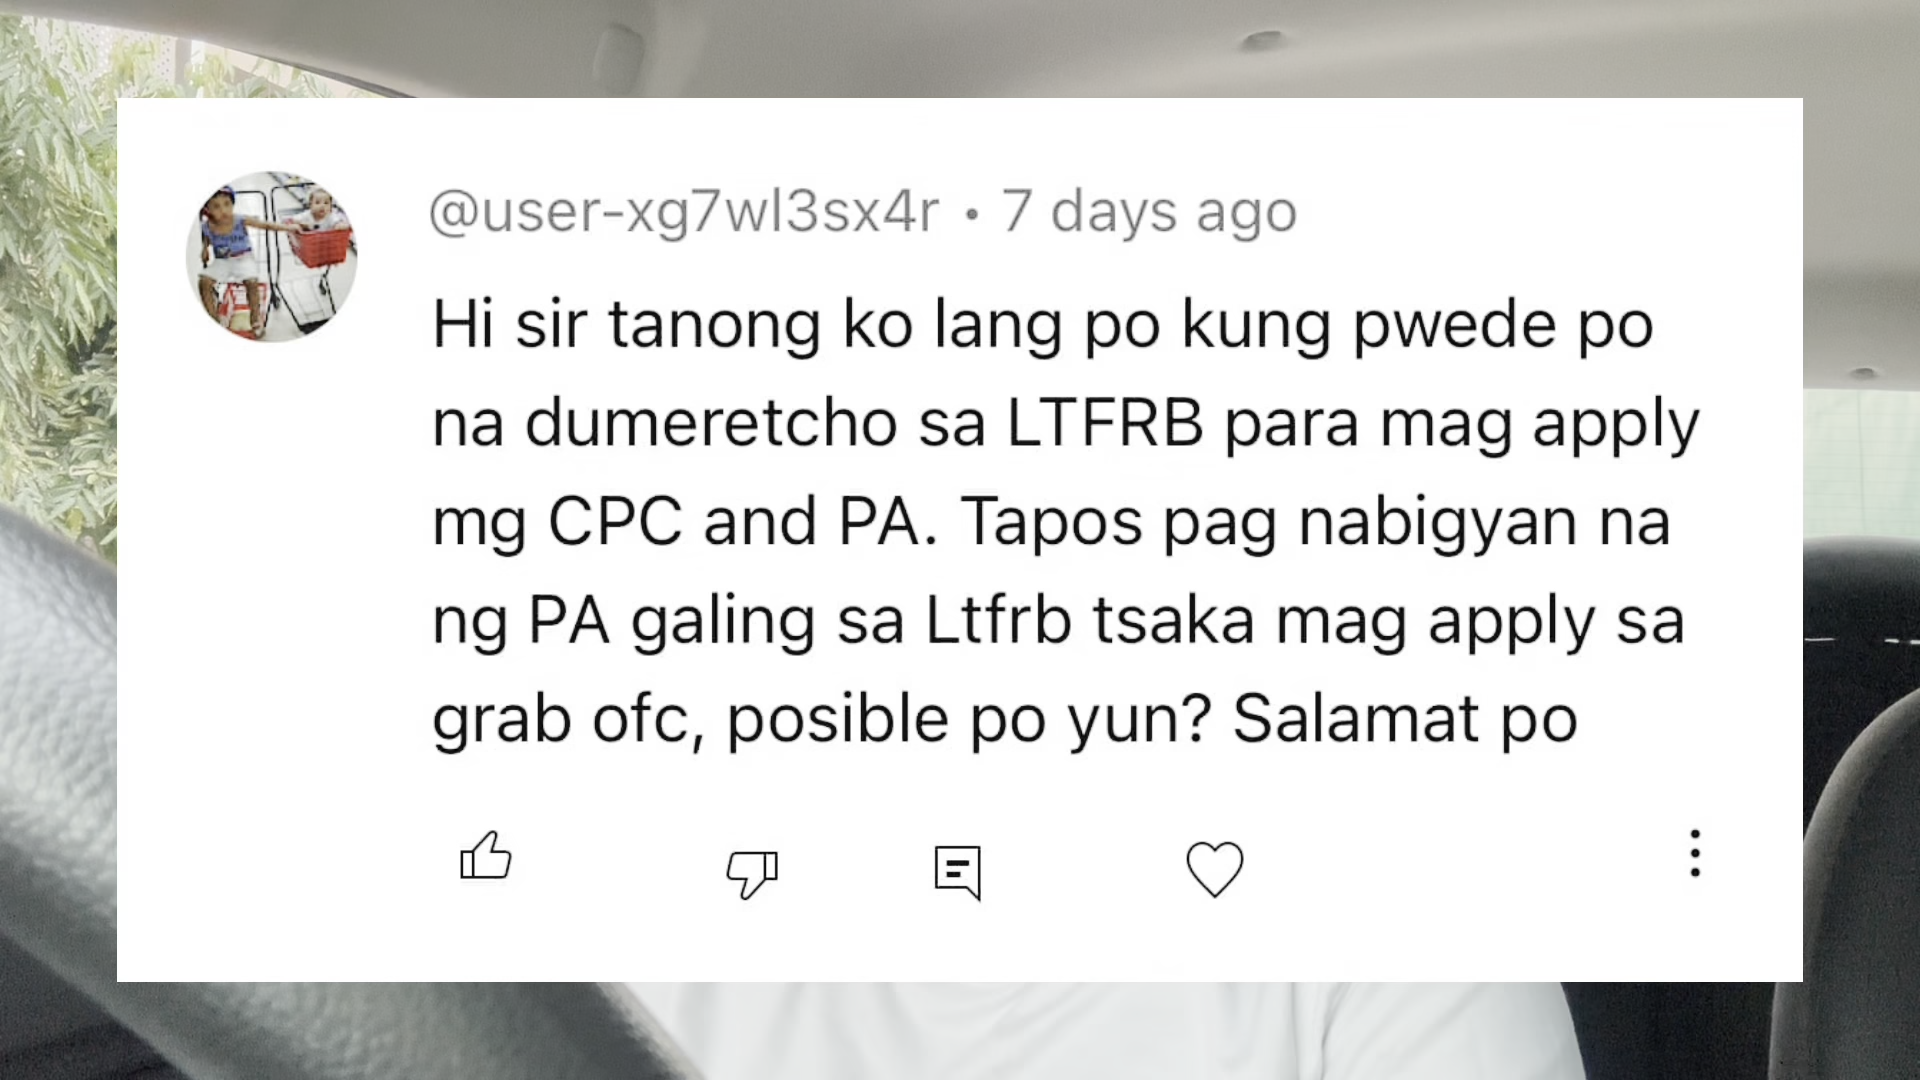 @user-xg7wl3sx4r • 7 days ago
Hi sir tanong ko lang po kung pwede po
na dumeretcho sa LTFRB para mag apply
mg CPC and PA. Tapos pag nabigyan na
ng PA galing sa Ltfrb tsaka mag apply sa
grab ofc, posible po yun? Salamat po